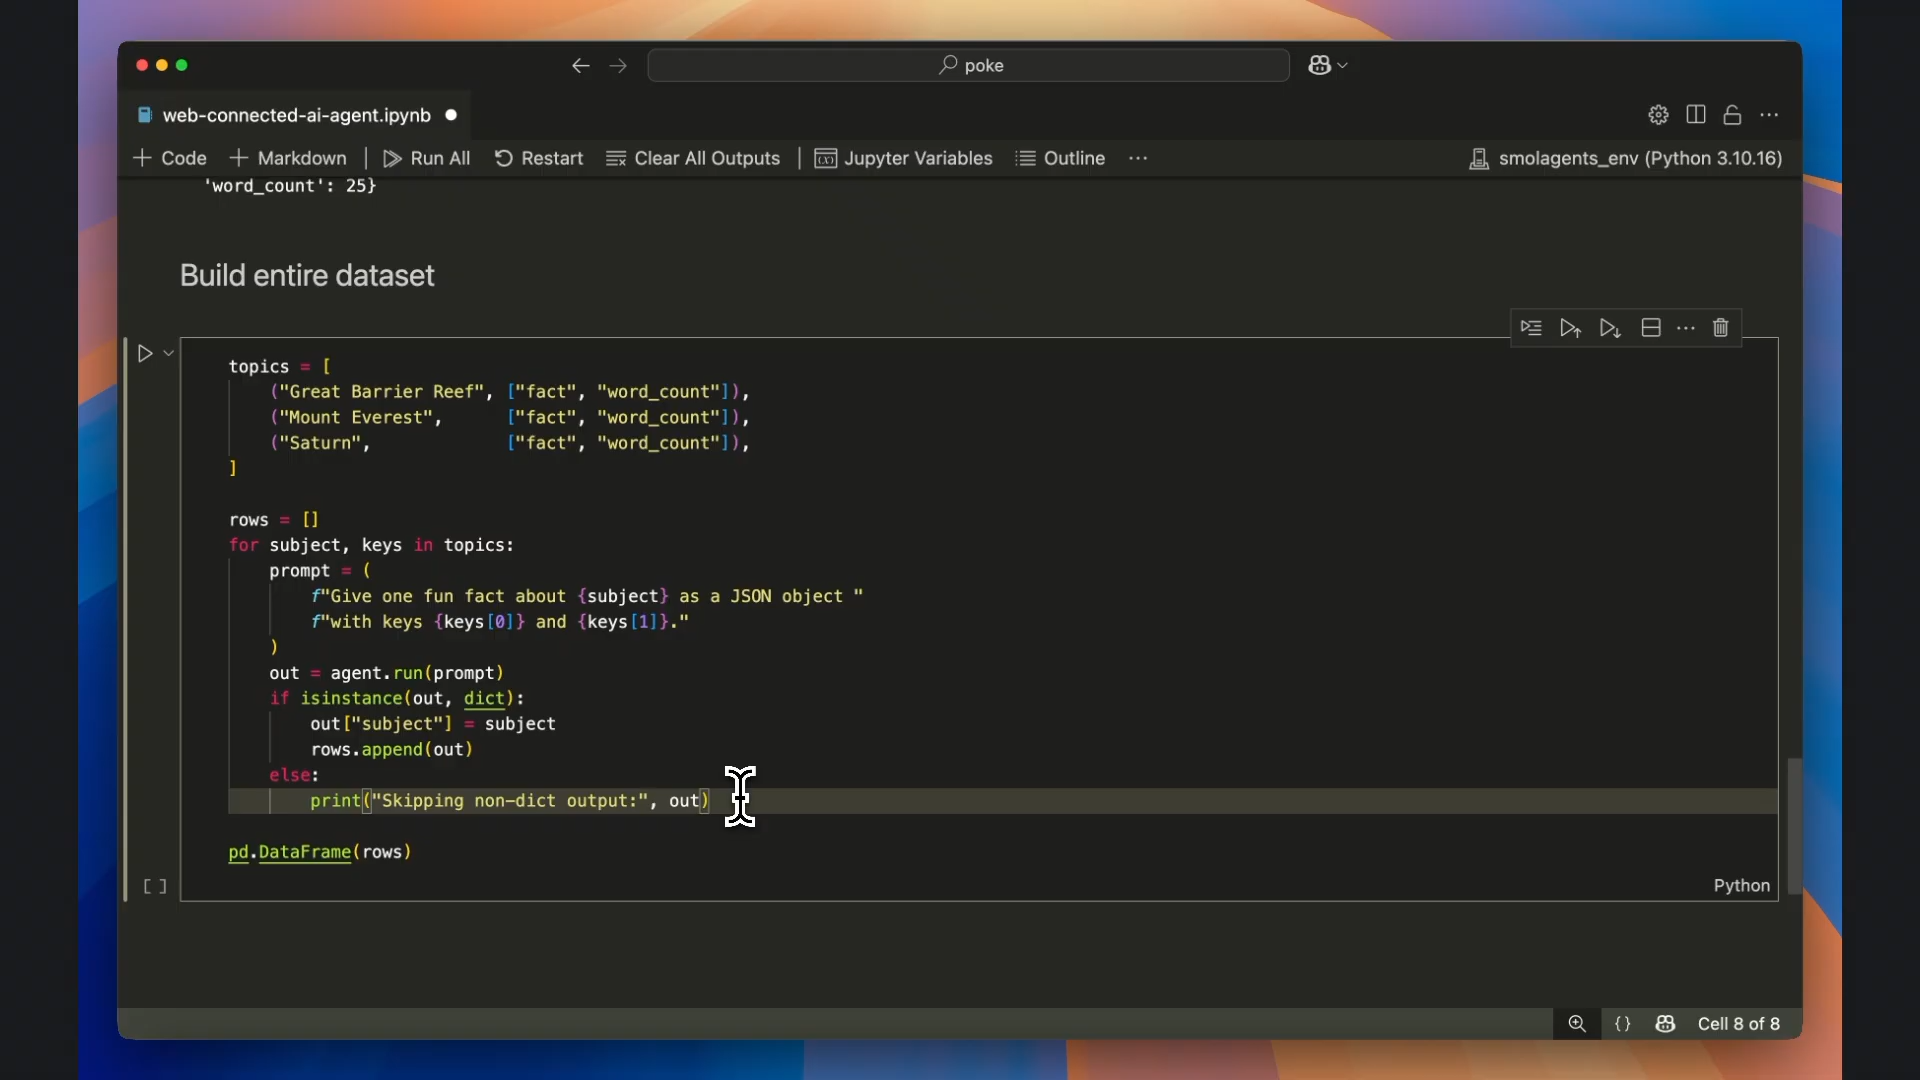 poke
web-connected-ai-agent.ipynb
Code Markdown Run All Restart Clear All Outputs Jupyter Variables Outline ... smolagents_env (Python 3.10.16)
'word_count': 25}
Build entire dataset
topics = [
    ("Great Barrier Reef", ["fact", "word_count"]),
    ("Mount Everest",      ["fact", "word_count"]),
    ("Saturn",             ["fact", "word_count"]),
]
rows = []
for subject, keys in topics:
    prompt = (
        f"Give one fun fact about {subject} as a JSON object "
        f"with keys {keys[0]} and {keys[1]}."
    )
    out = agent.run(prompt)
    if isinstance(out, dict):
        out["subject"] = subject
        rows.append(out)
    else:
        print("Skipping non-dict output:", out)
pd.DataFrame(rows)
[ ]
Python
{} Cell 8 of 8